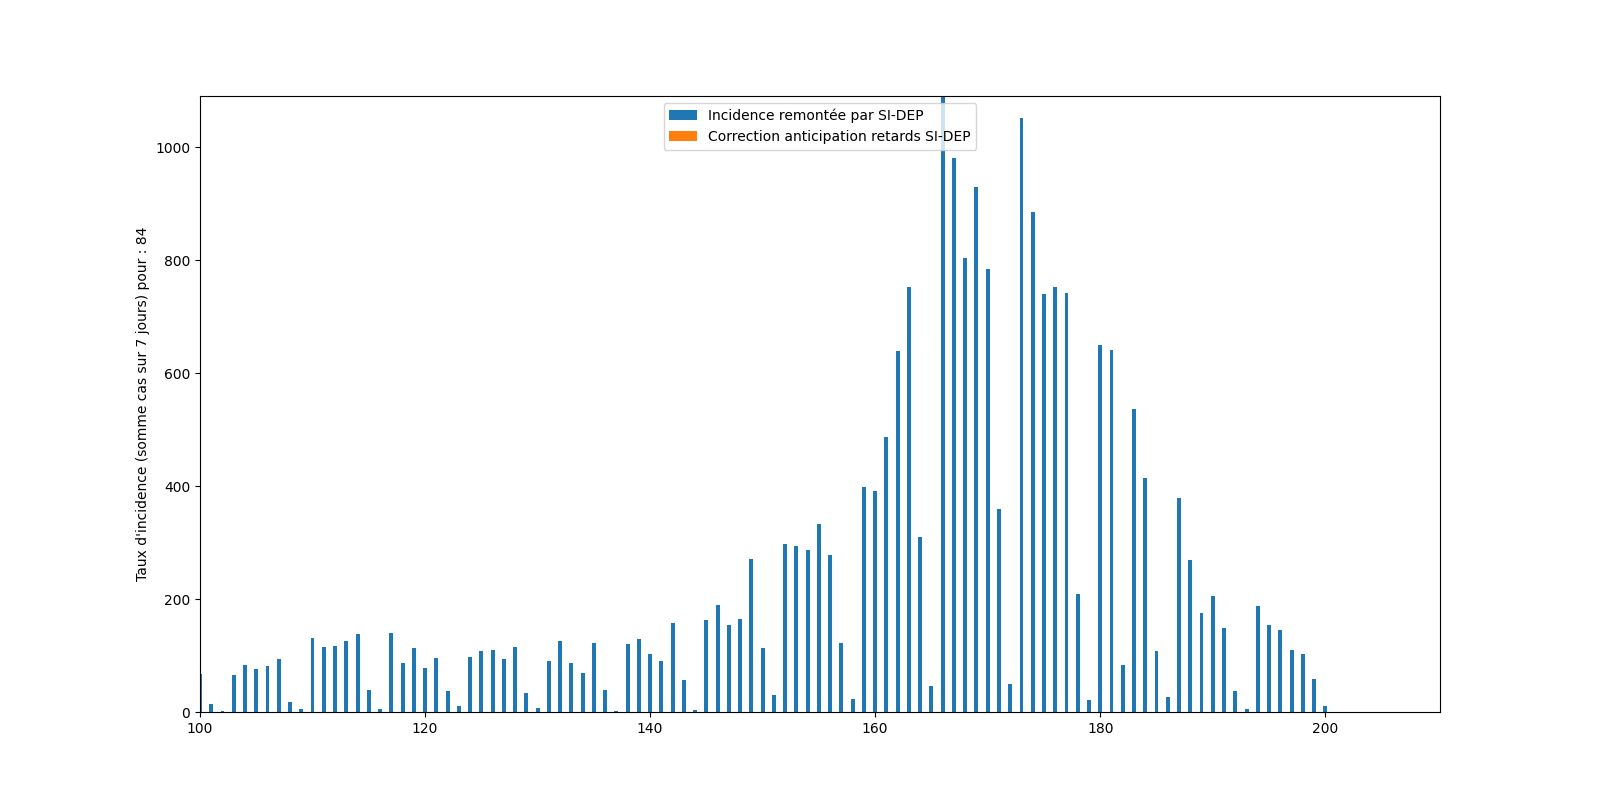 Incidence remontée par SI-DEP
Correction anticipation retards SI-DEP
Taux d'incidence (somme cas sur 7 jours) pour : 84
1000
800
600
400
200
0
100 120 140 160 180 200